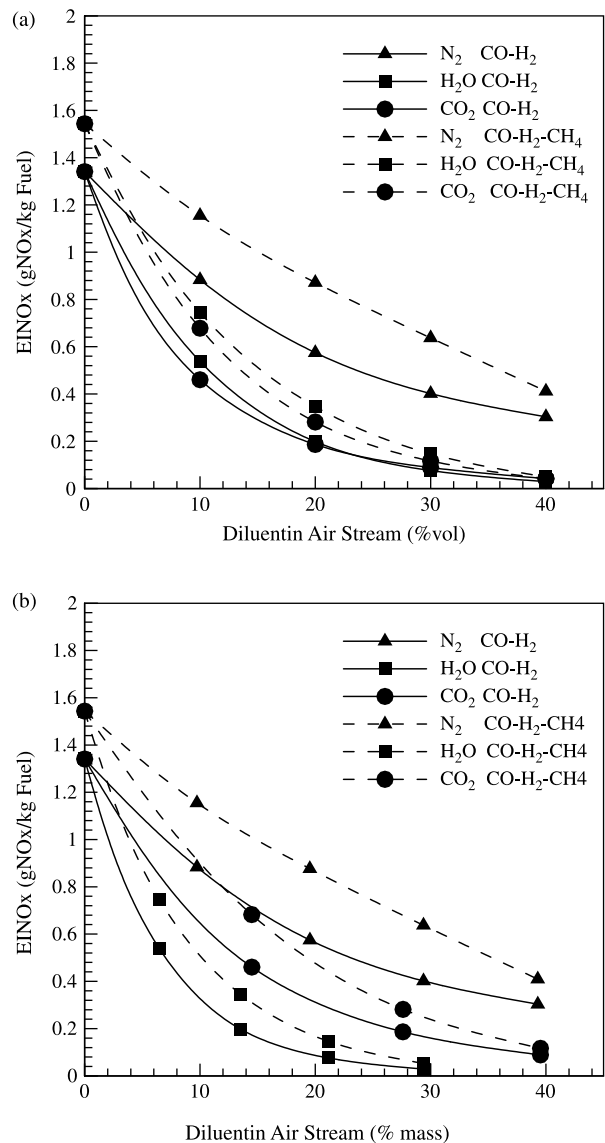 (a)
2
1.8
1.6
1.4
1.2
1
0.8
0.6
0.4
0.2
0
EINOx (gNOx/kg Fuel)
N2 CO-H2
H2O CO-H2
CO2 CO-H2
N2 CO-H2-CH4
H2O CO-H2-CH4
CO2 CO-H2-CH4
0 10 20 30 40
Diluentin Air Stream (%vol)
(b)
2
1.8
1.6
1.4
1.2
1
0.8
0.6
0.4
0.2
0
EINOx (gNOx/kg Fuel)
N2 CO-H2
H2O CO-H2
CO2 CO-H2
N2 CO-H2-CH4
H2O CO-H2-CH4
CO2 CO-H2-CH4
0 10 20 30 40
Diluentin Air Stream (% mass)